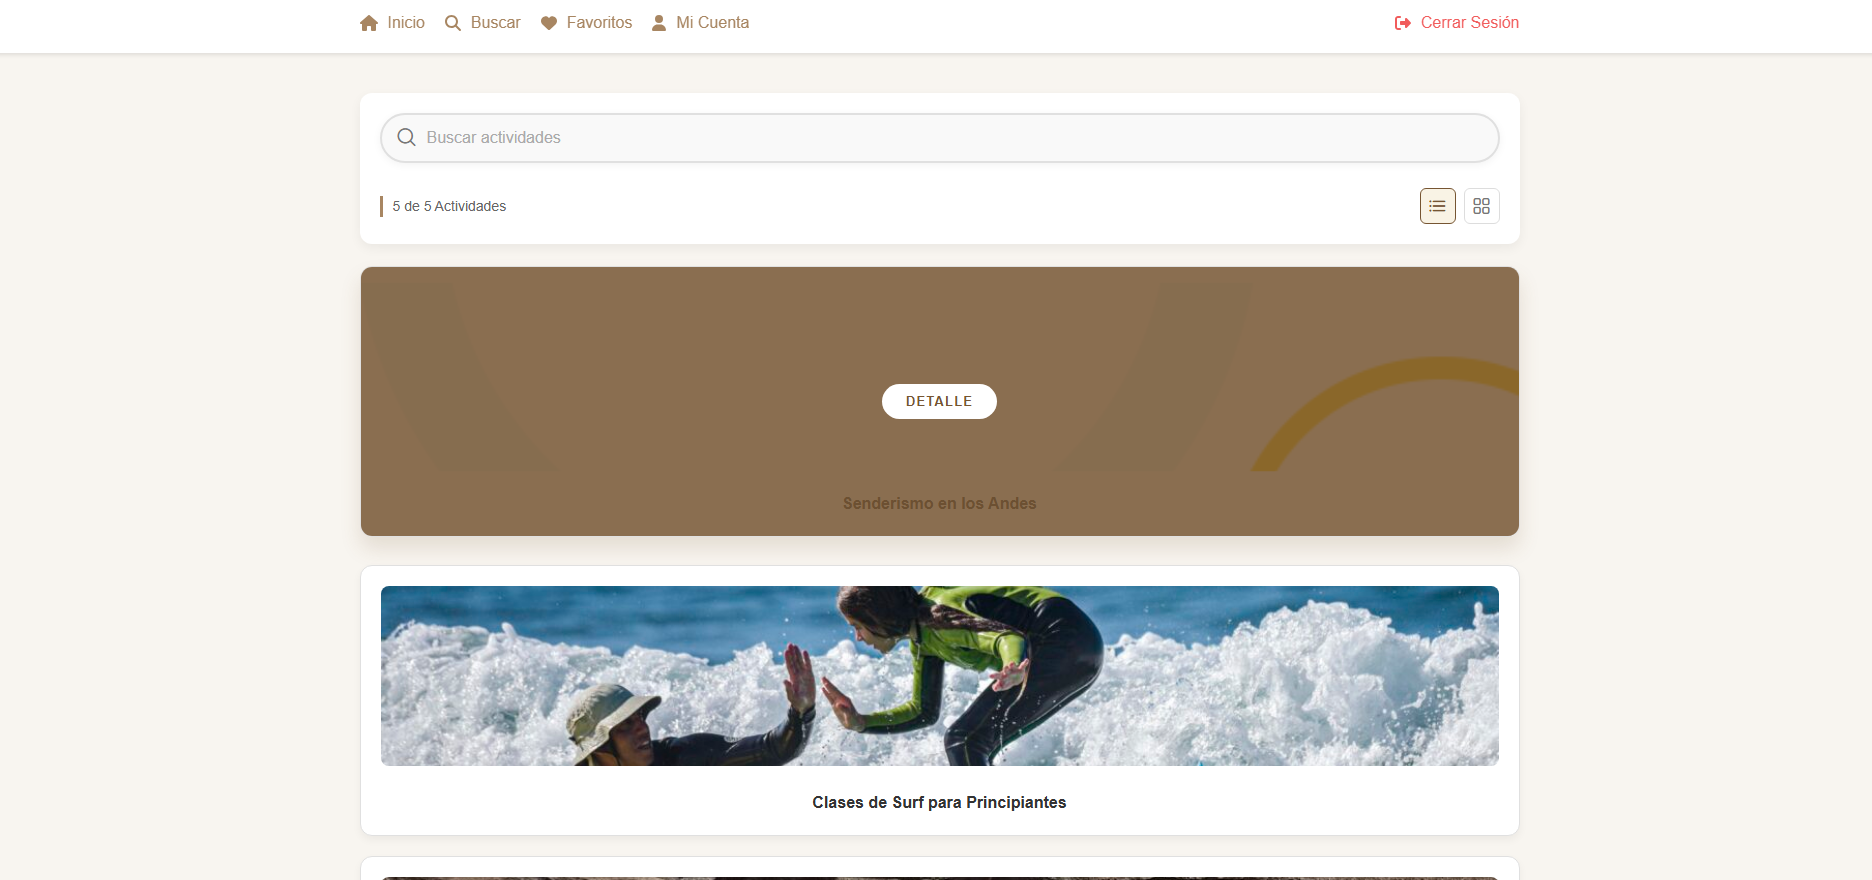 Inicio Buscar Favoritos Mi Cuenta Cerrar Sesión
Buscar actividades
5 de 5 Actividades
DETALLE
Senderismo en los Andes
Clases de Surf para Principiantes